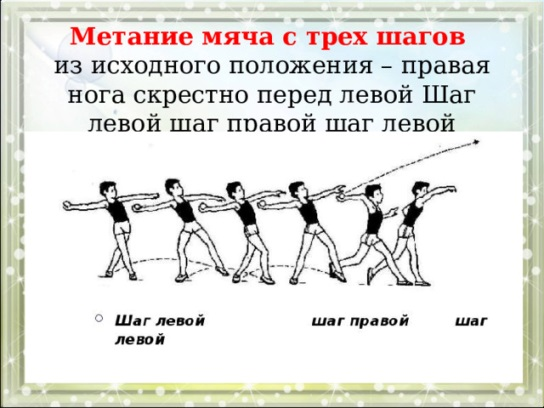 Метание мяча с трех шагов
из исходного положения – правая
нога скрестно перед левой Шаг
левой шаг правой шаг левой
Шаг левой шаг правой шаг
левой